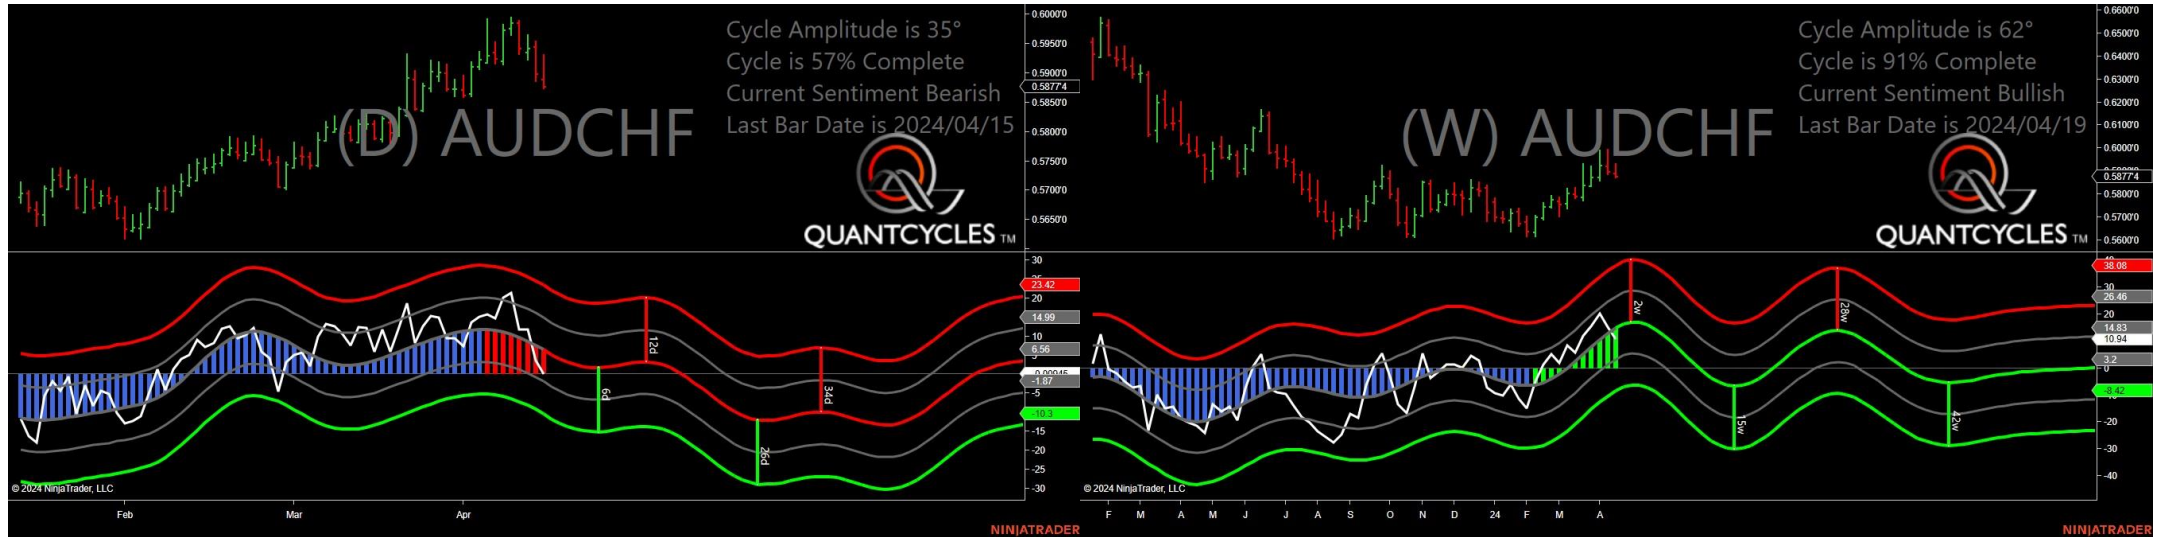 Cycle Amplitude is 35°
Cycle is 57% Complete
Current Sentiment Bearish
Last Bar Date is 2024/04/15
(D) AUDCHF
QUANTCYCLES TM
0.6000'0
0.5950'0
0.5900'0
0.5877'4
0.5850'0
0.5800'0
0.5750'0
0.5700'0
0.5650'0
30
23.42
20
14.99
10
6.56
-1.87
-5
-10.3
-15
-20
-25
-30
12d
6d
34d
26d
© 2024 NinjaTrader, LLC
Feb Mar Apr
NINJATRADER
Cycle Amplitude is 62°
Cycle is 91% Complete
Current Sentiment Bullish
Last Bar Date is 2024/04/19
(W) AUDCHF
QUANTCYCLES TM
0.6600'0
0.6500'0
0.6400'0
0.6300'0
0.6200'0
0.6100'0
0.6000'0
0.5877'4
0.5800'0
0.5700'0
0.5600'0
38.08
30
26.46
20
14.83
10.94
3.2
0
-8.42
-20
-30
-40
2w
28w
15w
42w
© 2024 NinjaTrader, LLC
F M A M J J A S O N D 24 F M A
NINJATRADER